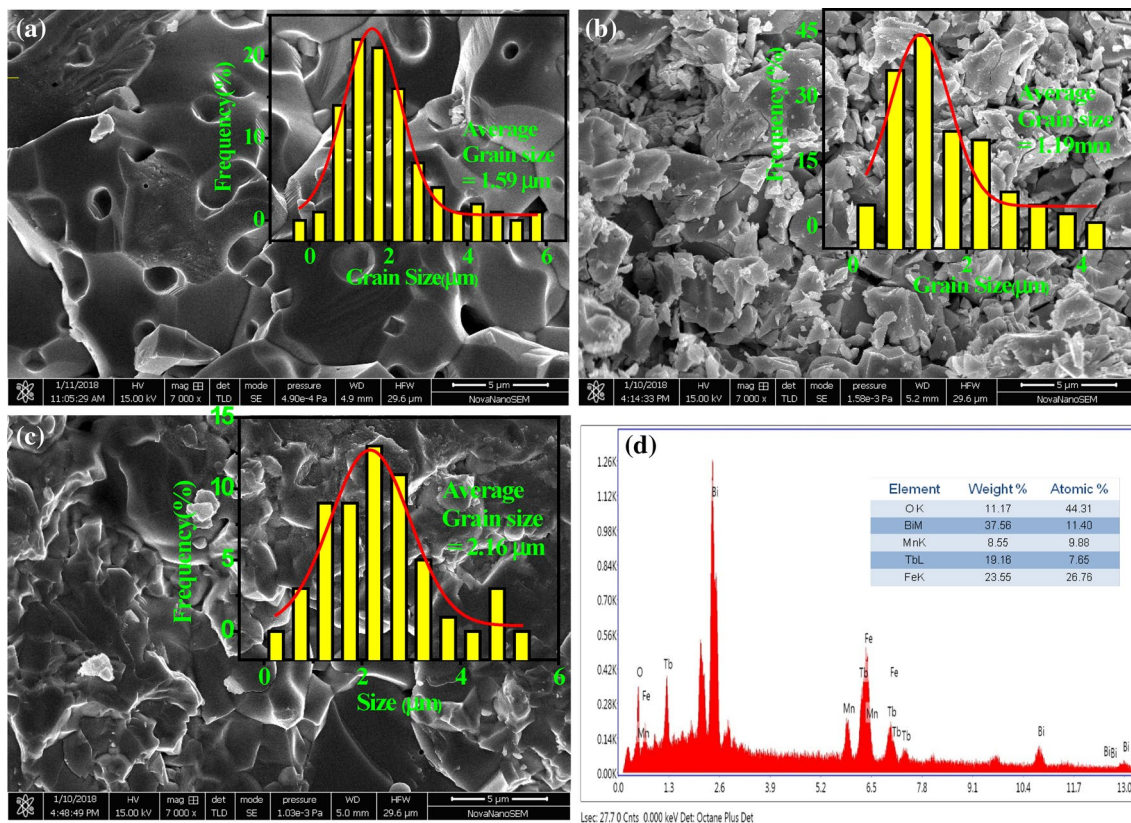 (a)
Frequency(%)
20
10
0
Average
Grain size
= 1.59 μm
0 2 4 6
Grain Size(μm)
1/11/2018 HV mag det mode pressure WD HFW 5 μm
11:05:29 AM 15.00 kV 7 000 x TLD SE 4.90e-4 Pa 4.9 mm 29.6 μm NovaNanoSEM
(b)
Frequency(%)
45
30
15
0
Average
Grain size
= 1.19mm
0 2 4
Grain Size(μm)
1/10/2018 HV mag det mode pressure WD HFW 5 μm
4:14:33 PM 15.00 kV 7 000 x TLD SE 1.58e-3 Pa 5.2 mm 29.6 μm NovaNanoSEM
(c)
Frequency(%)
15
10
5
0
Average
Grain size
= 2.16 μm
0 2 4 6
Size (μm)
1/10/2018 HV mag det mode pressure WD HFW 5 μm
4:48:49 PM 15.00 kV 7 000 x TLD SE 1.03e-3 Pa 5.0 mm 29.6 μm NovaNanoSEM
(d)
1.26K
1.12K
0.98K
0.84K
0.70K
0.56K
0.42K
0.28K
0.14K
0.00K
Element Weight % Atomic %
O K 11.17 44.31
BiM 37.56 11.40
MnK 8.55 9.88
TbL 19.16 7.65
FeK 23.55 26.76
Bi
O
Fe
Mn
Tb
Mn
Fe
Tb
Mn
Fe
Tb
Tb
Tb
Bi
Bi
Bi
Bi
0.0 1.3 2.6 3.9 5.2 6.5 7.8 9.1 10.4 11.7 13.0
Lsec: 27.7 0 Cnts 0.000 keV Det: Octane Plus Det